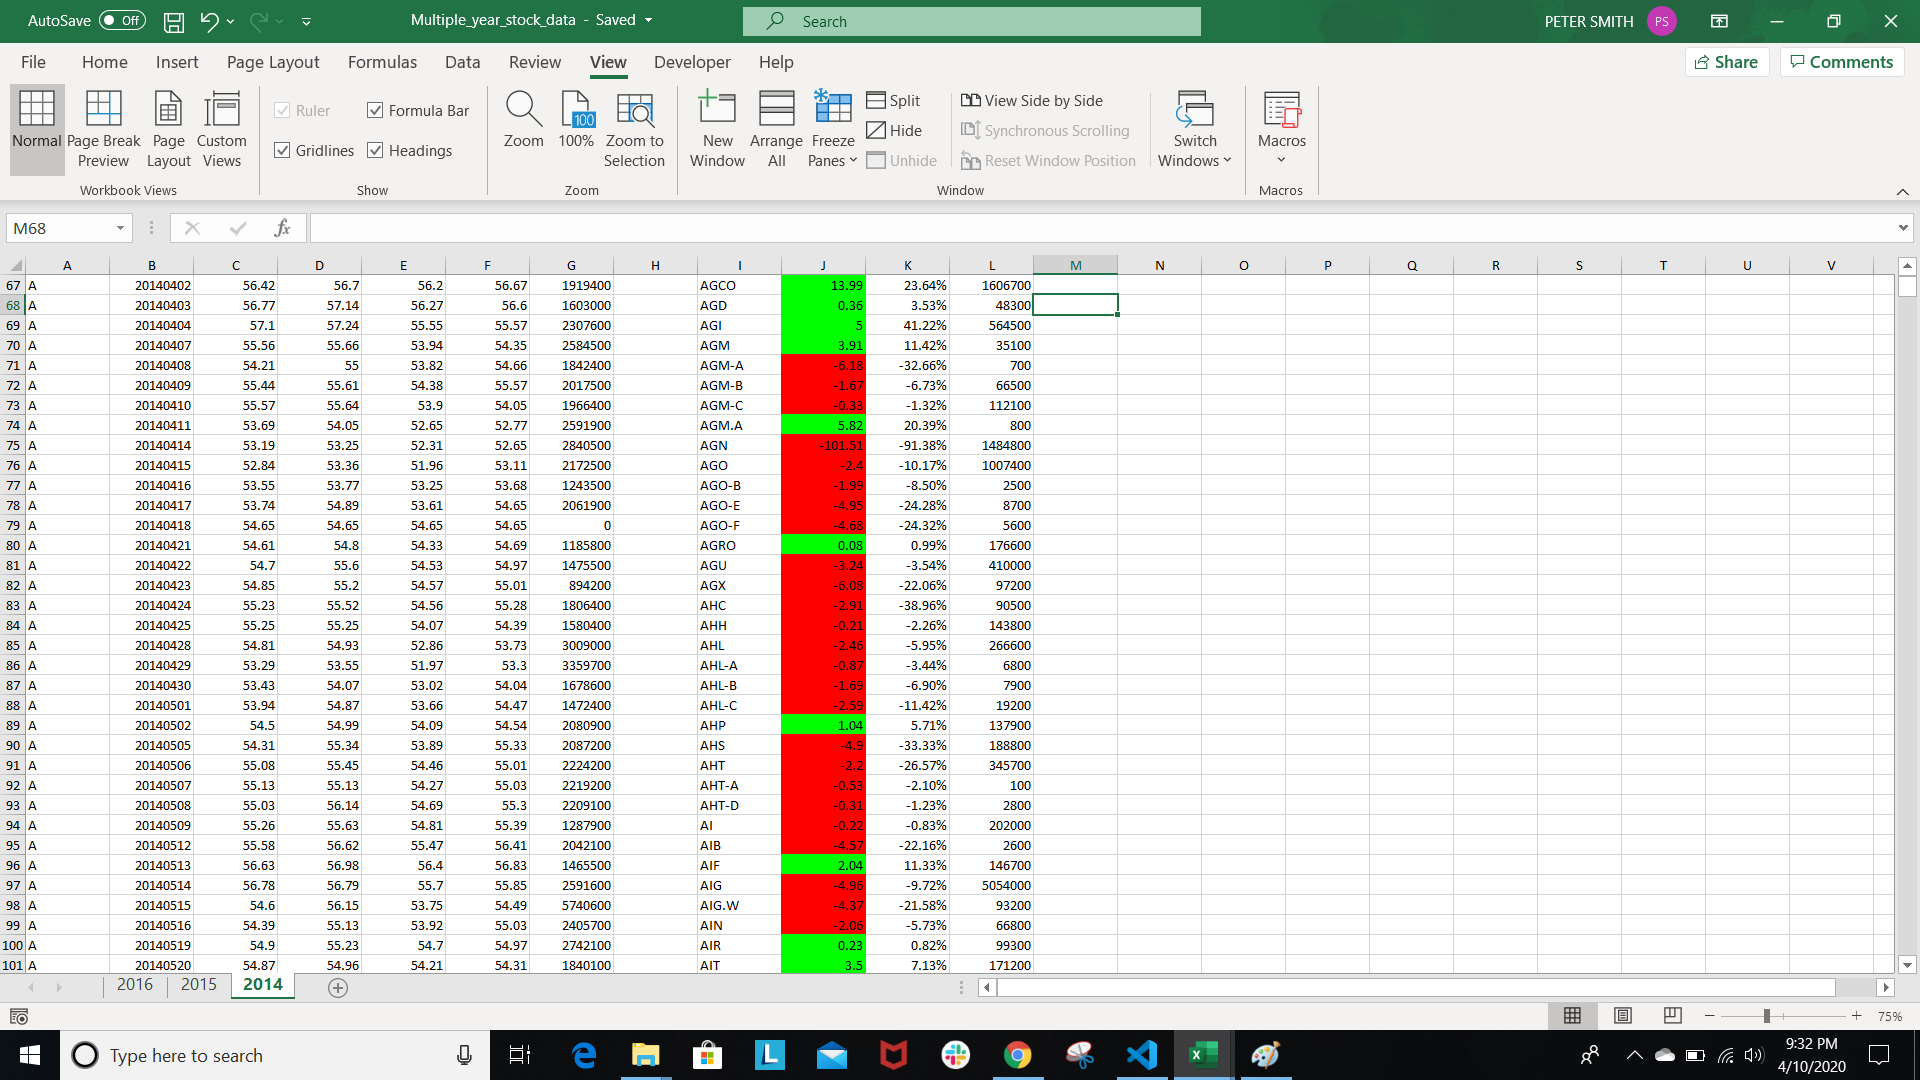 AutoSave Off Multiple_year_stock_data - Saved Search PETER SMITH PS
File Home Insert Page Layout Formulas Data Review View Developer Help Share Comments
Normal Page Break Preview Page Layout Custom Views
Workbook Views
Ruler Formula Bar
Gridlines Headings
Show
Zoom 100 100% Zoom to Selection
Zoom
New Window Arrange All Freeze Panes
Split View Side by Side
Hide Synchronous Scrolling
Unhide Reset Window Position
Switch Windows
Window
Macros
Macros
M68 fx
A B C D E F G H I J K L M N O P Q R S T U V
67 A 20140402 56.42 56.7 56.2 56.67 1919400 AGCO 13.99 23.64% 1606700
68 A 20140403 56.77 57.14 56.27 56.6 1603000 AGD 0.36 3.53% 48300
69 A 20140404 57.1 57.24 55.55 55.57 2307600 AGI 5 41.22% 564500
70 A 20140407 55.56 55.66 53.94 54.35 2584500 AGM 3.91 11.42% 35100
71 A 20140408 54.21 55 53.82 54.66 1842400 AGM-A -6.18 -32.66% 700
72 A 20140409 55.44 55.61 54.38 55.57 2017500 AGM-B -1.67 -6.73% 66500
73 A 20140410 55.57 55.64 53.9 54.05 1966400 AGM-C -0.33 -1.32% 112100
74 A 20140411 53.69 54.05 52.65 52.77 2591900 AGM.A 5.82 20.39% 800
75 A 20140414 53.19 53.25 52.31 52.65 2840500 AGN -101.51 -91.38% 1484800
76 A 20140415 52.84 53.36 51.96 53.11 2172500 AGO -2.4 -10.17% 1007400
77 A 20140416 53.55 53.77 53.25 53.68 1243500 AGO-B -1.99 -8.50% 2500
78 A 20140417 53.74 54.89 53.61 54.65 2061900 AGO-E -4.95 -24.28% 8700
79 A 20140418 54.65 54.65 54.65 54.65 0 AGO-F -4.68 -24.32% 5600
80 A 20140421 54.61 54.8 54.33 54.69 1185800 AGRO 0.08 0.99% 176600
81 A 20140422 54.7 55.6 54.53 54.97 1475500 AGU -3.24 -3.54% 410000
82 A 20140423 54.85 55.2 54.57 55.01 894200 AGX -6.08 -22.06% 97200
83 A 20140424 55.23 55.52 54.56 55.28 1806400 AHC -2.91 -38.96% 90500
84 A 20140425 55.25 55.25 54.07 54.39 1580400 AHH -0.21 -2.26% 143800
85 A 20140428 54.81 54.93 52.86 53.73 3009000 AHL -2.46 -5.95% 266600
86 A 20140429 53.29 53.55 51.97 53.3 3359700 AHL-A -0.87 -3.44% 6800
87 A 20140430 53.43 54.07 53.02 54.04 1678600 AHL-B -1.69 -6.90% 7900
88 A 20140501 53.94 54.87 53.66 54.47 1472400 AHL-C -2.59 -11.42% 19200
89 A 20140502 54.5 54.99 54.09 54.54 2080900 AHP 1.04 5.71% 137900
90 A 20140505 54.31 55.34 53.89 55.33 2087200 AHS -4.9 -33.33% 188800
91 A 20140506 55.08 55.45 54.46 55.01 2224200 AHT -2.2 -26.57% 345700
92 A 20140507 55.13 55.13 54.27 55.03 2219200 AHT-A -0.53 -2.10% 100
93 A 20140508 55.03 56.14 54.69 55.3 2209100 AHT-D -0.31 -1.23% 2800
94 A 20140509 55.26 55.63 54.81 55.39 1287900 AI -0.22 -0.83% 202000
95 A 20140512 55.58 56.62 55.47 56.41 2042100 AIB -4.57 -22.16% 2600
96 A 20140513 56.63 56.98 56.4 56.83 1465500 AIF 2.04 11.33% 146700
97 A 20140514 56.78 56.79 55.7 55.85 2591600 AIG -4.96 -9.72% 5054000
98 A 20140515 54.6 56.15 53.75 54.49 5740600 AIG.W -4.37 -21.58% 93200
99 A 20140516 54.39 55.13 53.92 55.03 2405700 AIN -2.06 -5.73% 66800
100 A 20140519 54.9 55.23 54.7 54.97 2742100 AIR 0.23 0.82% 99300
101 A 20140520 54.87 54.96 54.21 54.31 1840100 AIT 3.5 7.13% 171200
2016 2015 2014
75%
Type here to search
9:32 PM
4/10/2020